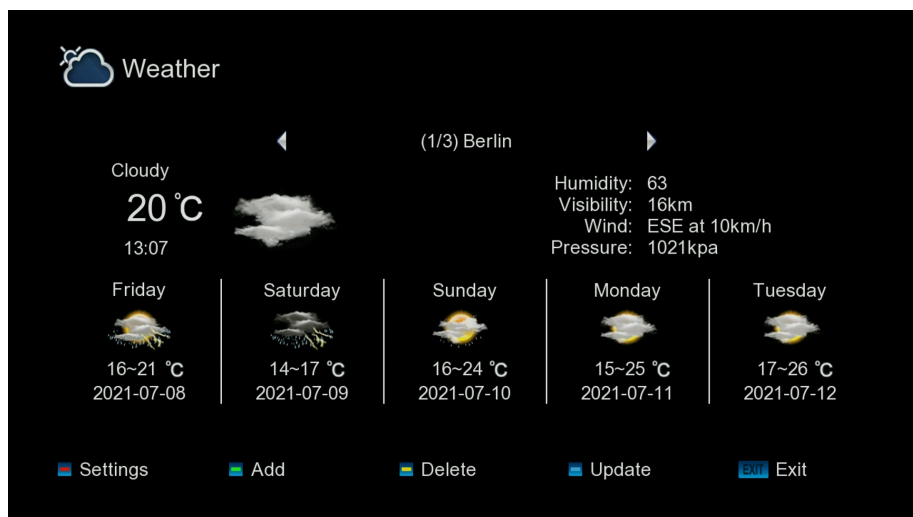 Weather
(1/3) Berlin
Cloudy
20 °C
13:07
Humidity: 63
Visibility: 16km
Wind: ESE at 10km/h
Pressure: 1021kpa
Friday Saturday Sunday Monday Tuesday
16~21 °C 14~17 °C 16~24 °C 15~25 °C 17~26 °C
2021-07-08 2021-07-09 2021-07-10 2021-07-11 2021-07-12
Settings Add Delete Update EXIT Exit